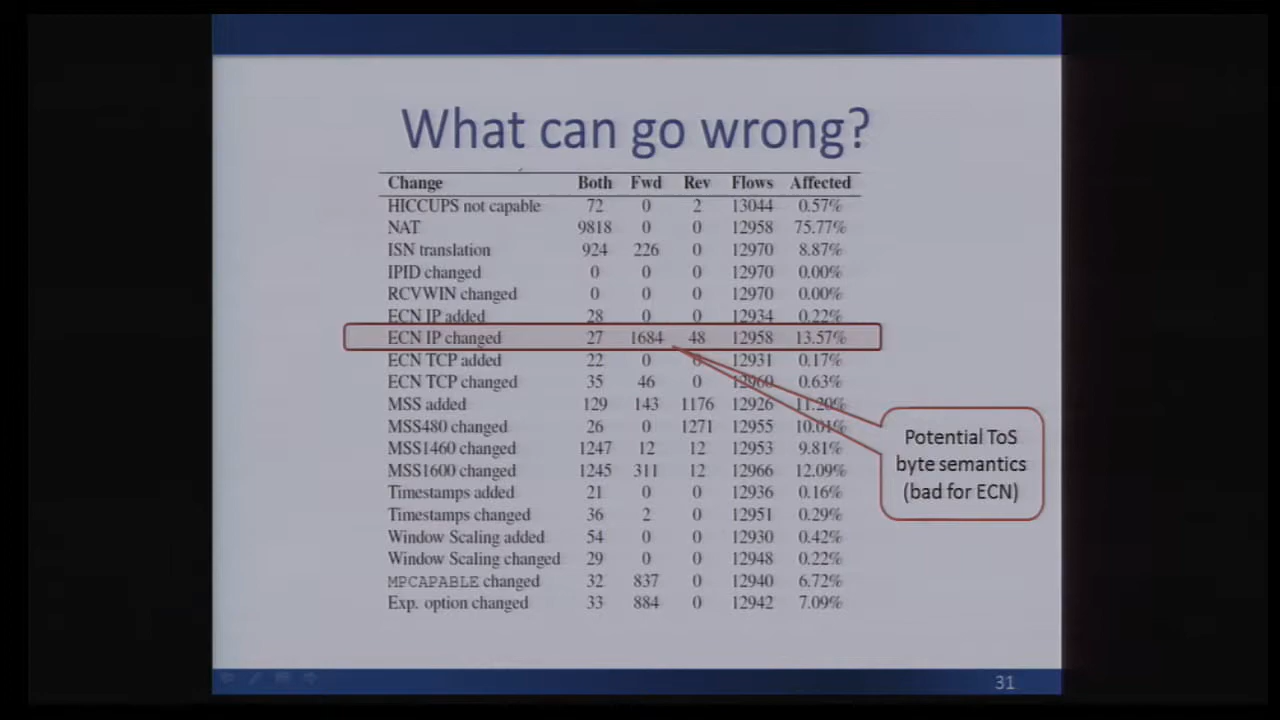 What can go wrong?
Change Both Fwd Rev Flows Affected
HICCUPS not capable 72 0 2 13044 0.57%
NAT 9818 0 0 12958 75.77%
ISN translation 924 226 0 12970 8.87%
IPID changed 0 0 0 12970 0.00%
RCVWIN changed 0 0 0 12970 0.00%
ECN IP added 28 0 0 12934 0.22%
ECN IP changed 27 1684 48 12958 13.57%
ECN TCP added 22 0 0 12931 0.17%
ECN TCP changed 35 46 0 12960 0.63%
MSS added 129 143 1176 12926 11.20%
MSS480 changed 26 0 1271 12955 10.01%
MSS1460 changed 1247 12 12 12953 9.81%
MSS1600 changed 1245 311 12 12966 12.09%
Timestamps added 21 0 0 12936 0.16%
Timestamps changed 36 2 0 12951 0.29%
Window Scaling added 54 0 0 12930 0.42%
Window Scaling changed 29 0 0 12948 0.22%
MPCAPABLE changed 32 837 0 12940 6.72%
Exp. option changed 33 884 0 12942 7.09%
Potential ToS
byte semantics
(bad for ECN)
31